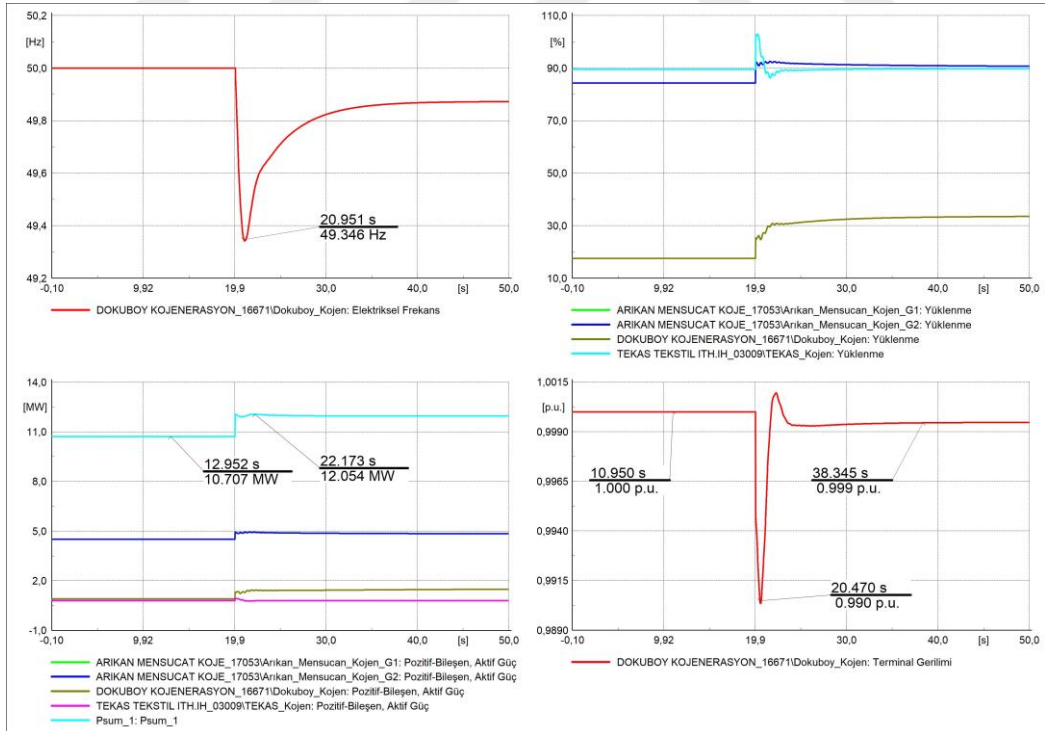 50,2
[Hz]
50,0
49,8
49,6
49,4
49,2
20.951 s
49.346 Hz
-0,10
9,92
19,9
30,0
40,0
[s]
50,0
DOKUBOY KOJENERASYON_16671\Dokuboy_Kojen: Elektriksel Frekans
110,0
[%]
90,0
70,0
50,0
30,0
10,0
-0,10
9,92
19,9
30,0
40,0
[s]
50,0
ARIKAN MENSUCAT KOJE_17053\Arıkan_Mensucan_Kojen_G1: Yüklenme
ARIKAN MENSUCAT KOJE_17053\Arıkan_Mensucan_Kojen_G2: Yüklenme
DOKUBOY KOJENERASYON_16671\Dokuboy_Kojen: Yüklenme
TEKAS TEKSTIL ITH.IH_03009\TEKAS_Kojen: Yüklenme
14,0
[MW]
11,0
8,0
5,0
2,0
-1,0
12.952 s
10.707 MW
22.173 s
12.054 MW
-0,10
9,92
19,9
30,0
40,0
[s]
50,0
ARIKAN MENSUCAT KOJE_17053\Arıkan_Mensucan_Kojen_G1: Pozitif-Bileşen, Aktif Güç
ARIKAN MENSUCAT KOJE_17053\Arıkan_Mensucan_Kojen_G2: Pozitif-Bileşen, Aktif Güç
DOKUBOY KOJENERASYON_16671\Dokuboy_Kojen: Pozitif-Bileşen, Aktif Güç
TEKAS TEKSTIL ITH.IH_03009\TEKAS_Kojen: Pozitif-Bileşen, Aktif Güç
Psum_1: Psum_1
1,0015
[p.u.]
0,9990
0,9965
0,9940
0,9915
0,9890
10.950 s
1.000 p.u.
38.345 s
0.999 p.u.
20.470 s
0.990 p.u.
-0,10
9,92
19,9
30,0
40,0
[s]
50,0
DOKUBOY KOJENERASYON_16671\Dokuboy_Kojen: Terminal Gerilimi